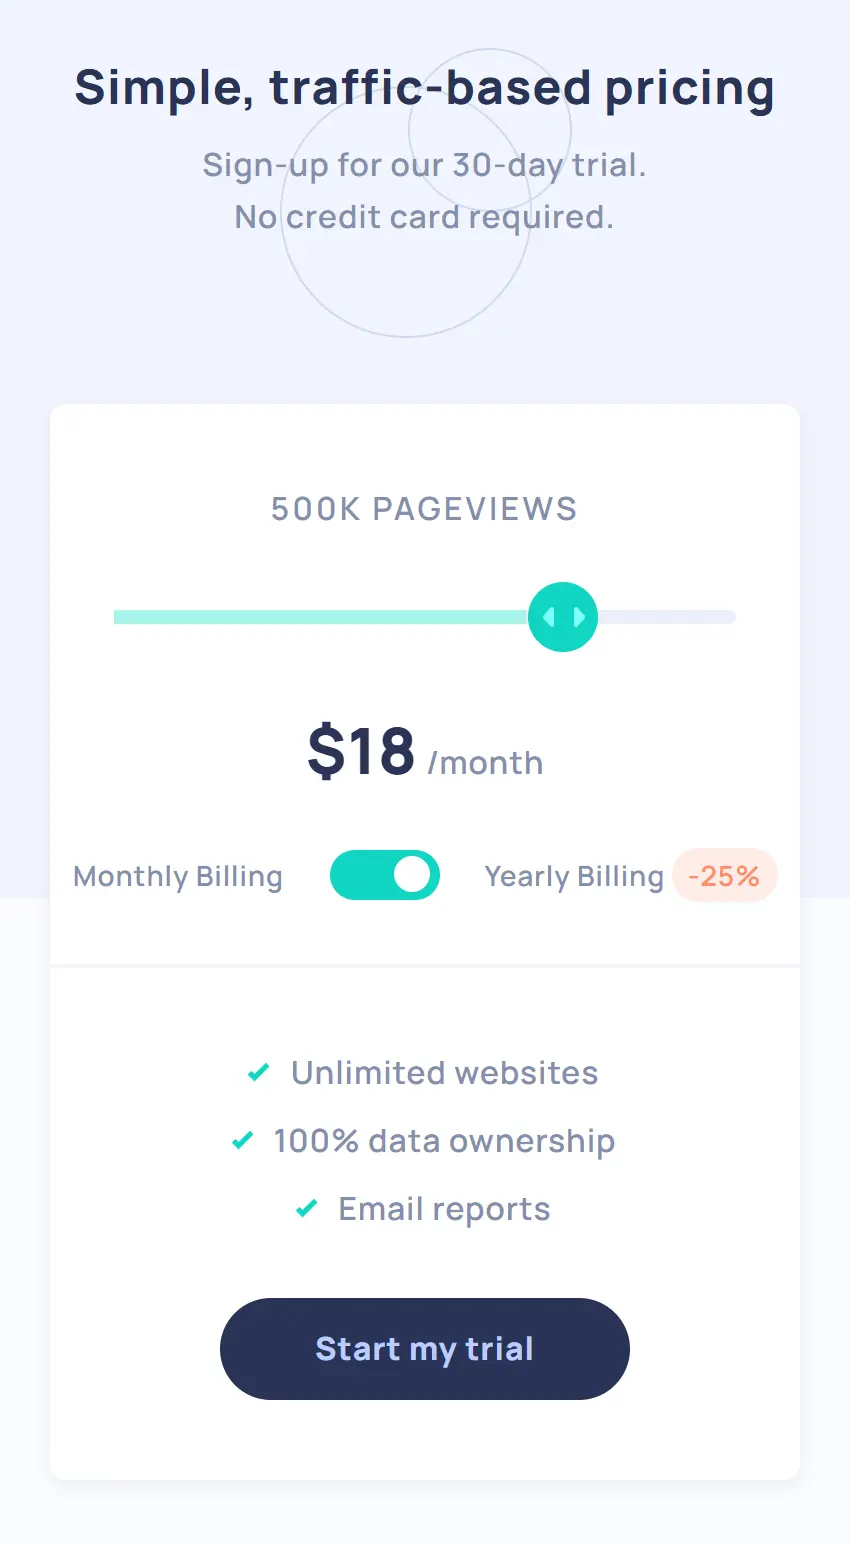 Simple, traffic-based pricing
Sign-up for our 30-day trial.
No credit card required.
500K PAGEVIEWS
$18 /month
Monthly Billing Yearly Billing -25%
Unlimited websites
100% data ownership
Email reports
Start my trial